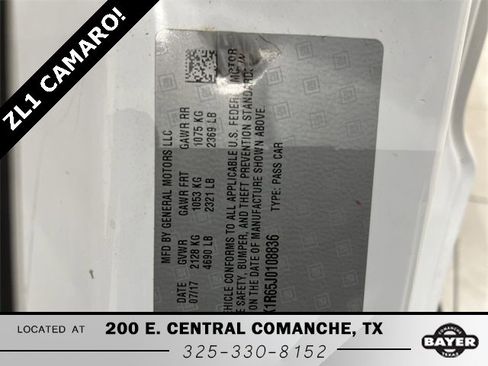 ZL1 CAMARO!
MFD BY GENERAL MOTORS LLC
DATE GVWR GAWR FRT GAWR RR
07/17 2128 KG 1053 KG 1075 KG
4690 LB 2321 LB 2369 LB
VEHICLE CONFORMS TO ALL APPLICABLE U.S. FEDERAL MOTOR
SAFETY, BUMPER, AND THEFT PREVENTION STANDARDS
ON THE DATE OF MANUFACTURE SHOWN ABOVE.
K1R65J0108836 TYPE: PASS CAR
LOCATED AT 200 E. CENTRAL COMANCHE, TX
325-330-8152
COMANCHE
BAYER
TEXAS